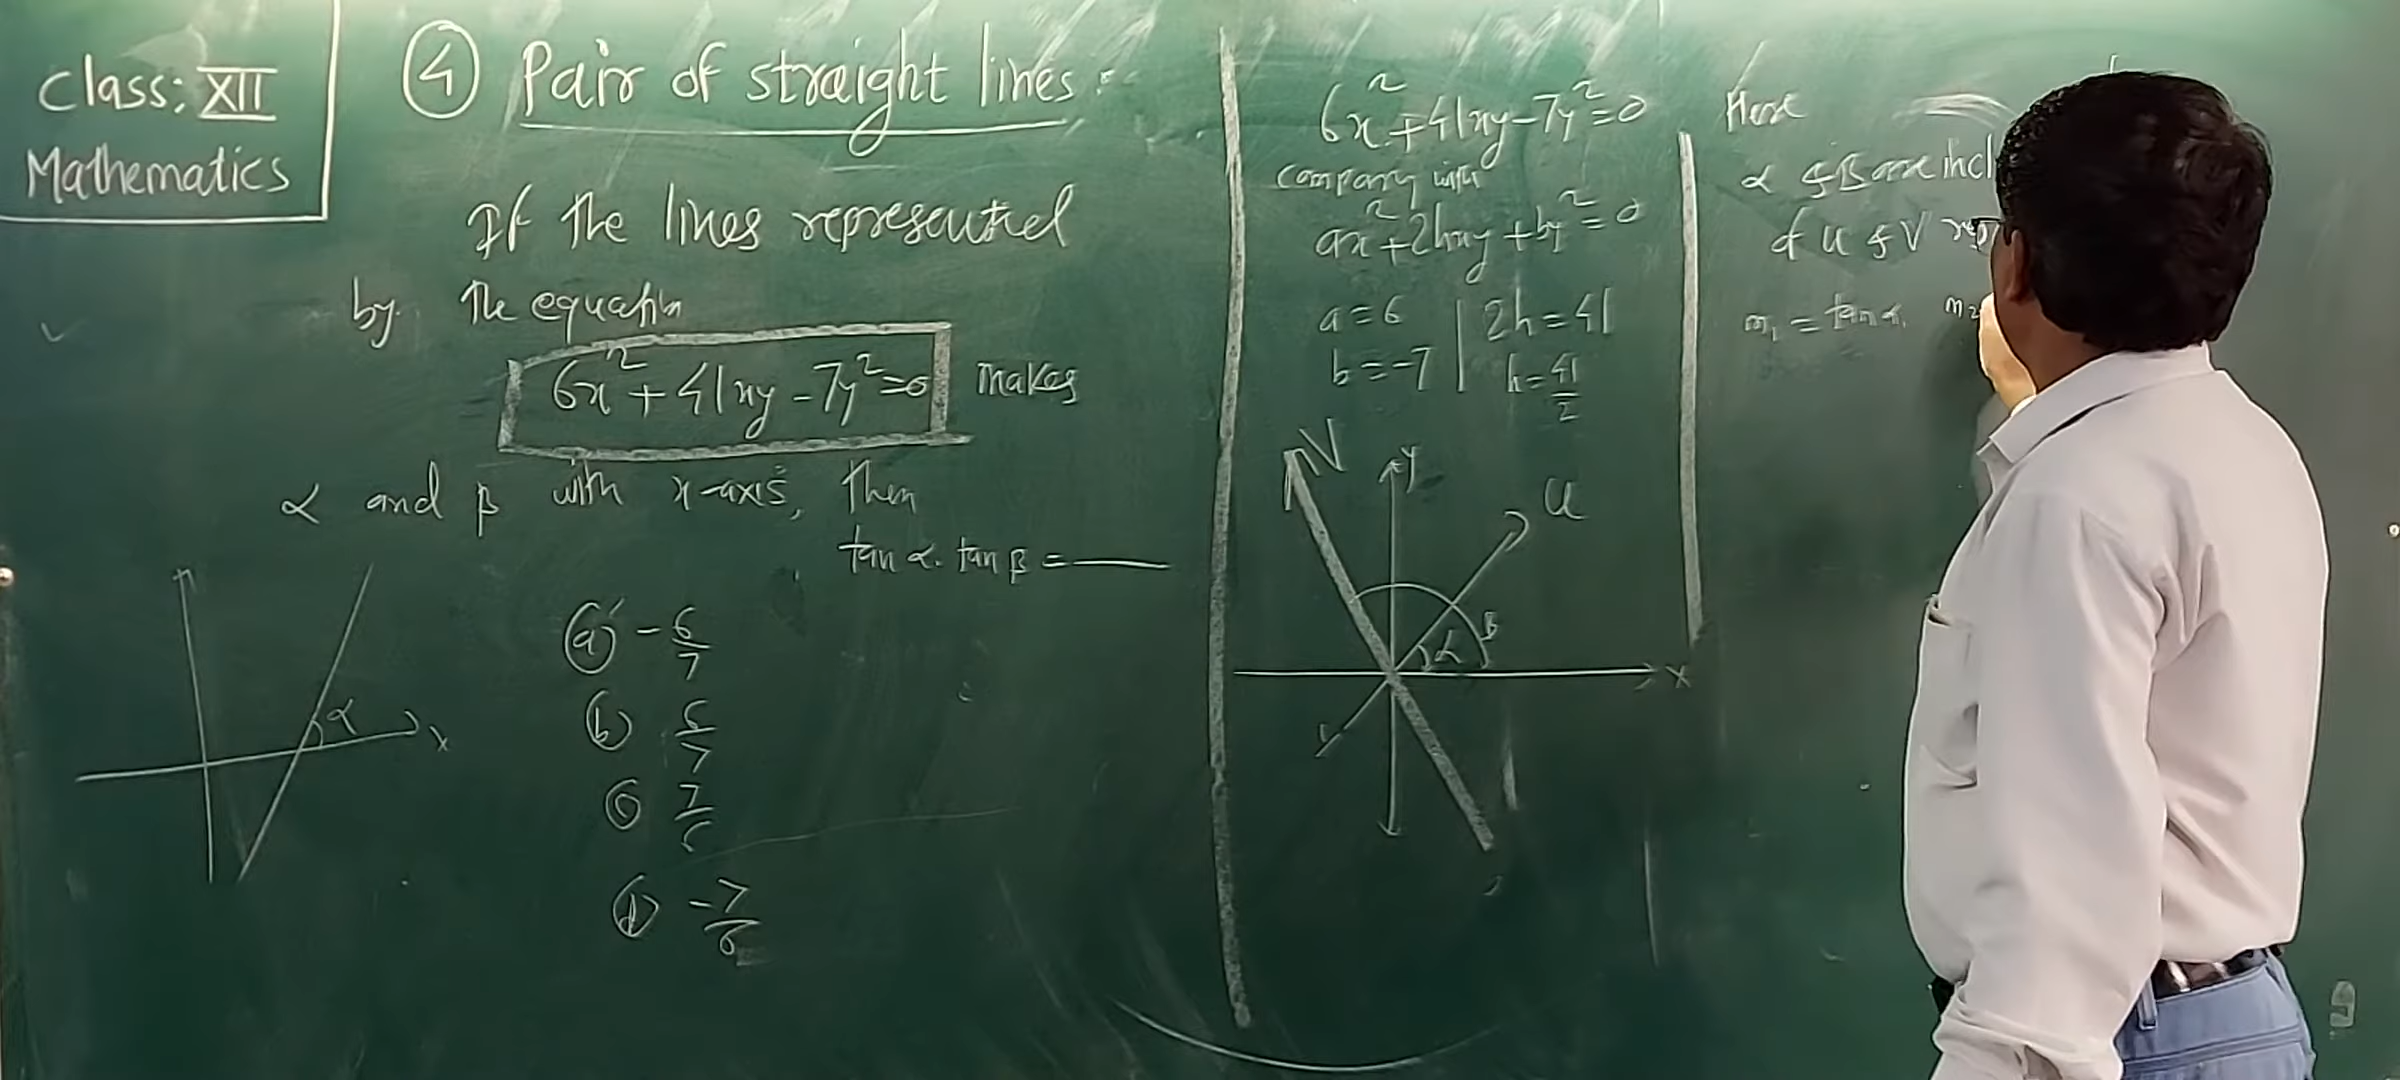 Class: XII
Mathematics
④ Pair of straight lines:
If the lines represented
by the equation
6x² + 41xy - 7y² = 0 makes
α and β with x-axis, then
tan α. tan β = ____
(a) - 6/7
(b) 6/7
(c) 7/6
(d) -7/6
α
x
6x² + 41xy - 7y² = 0
with
ax² + 2hxy + by² = 0
a = 6 | 2h = 41
b = -7 | h = 41/2
V
y
U
β
α
x
Here
α & β are incl
of U & V
m₁ = tan α, m₂